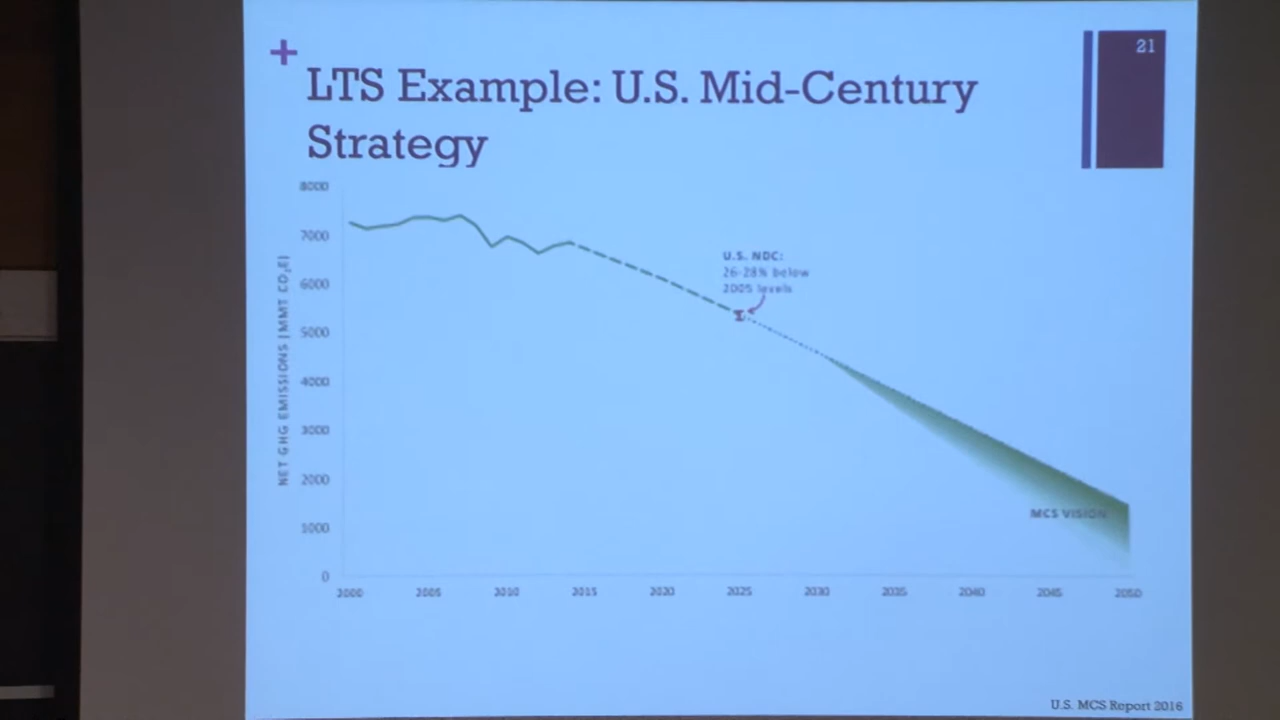 21
+
LTS Example: U.S. Mid-Century
Strategy
8000
7000
6000
5000
4000
3000
2000
1000
0
NET GHG EMISSIONS [MMT CO₂E]
U.S. NDC:
26-28% below
2005 levels
MCS VISION
2000 2005 2010 2015 2020 2025 2030 2035 2040 2045 2050
U.S. MCS Report 2016